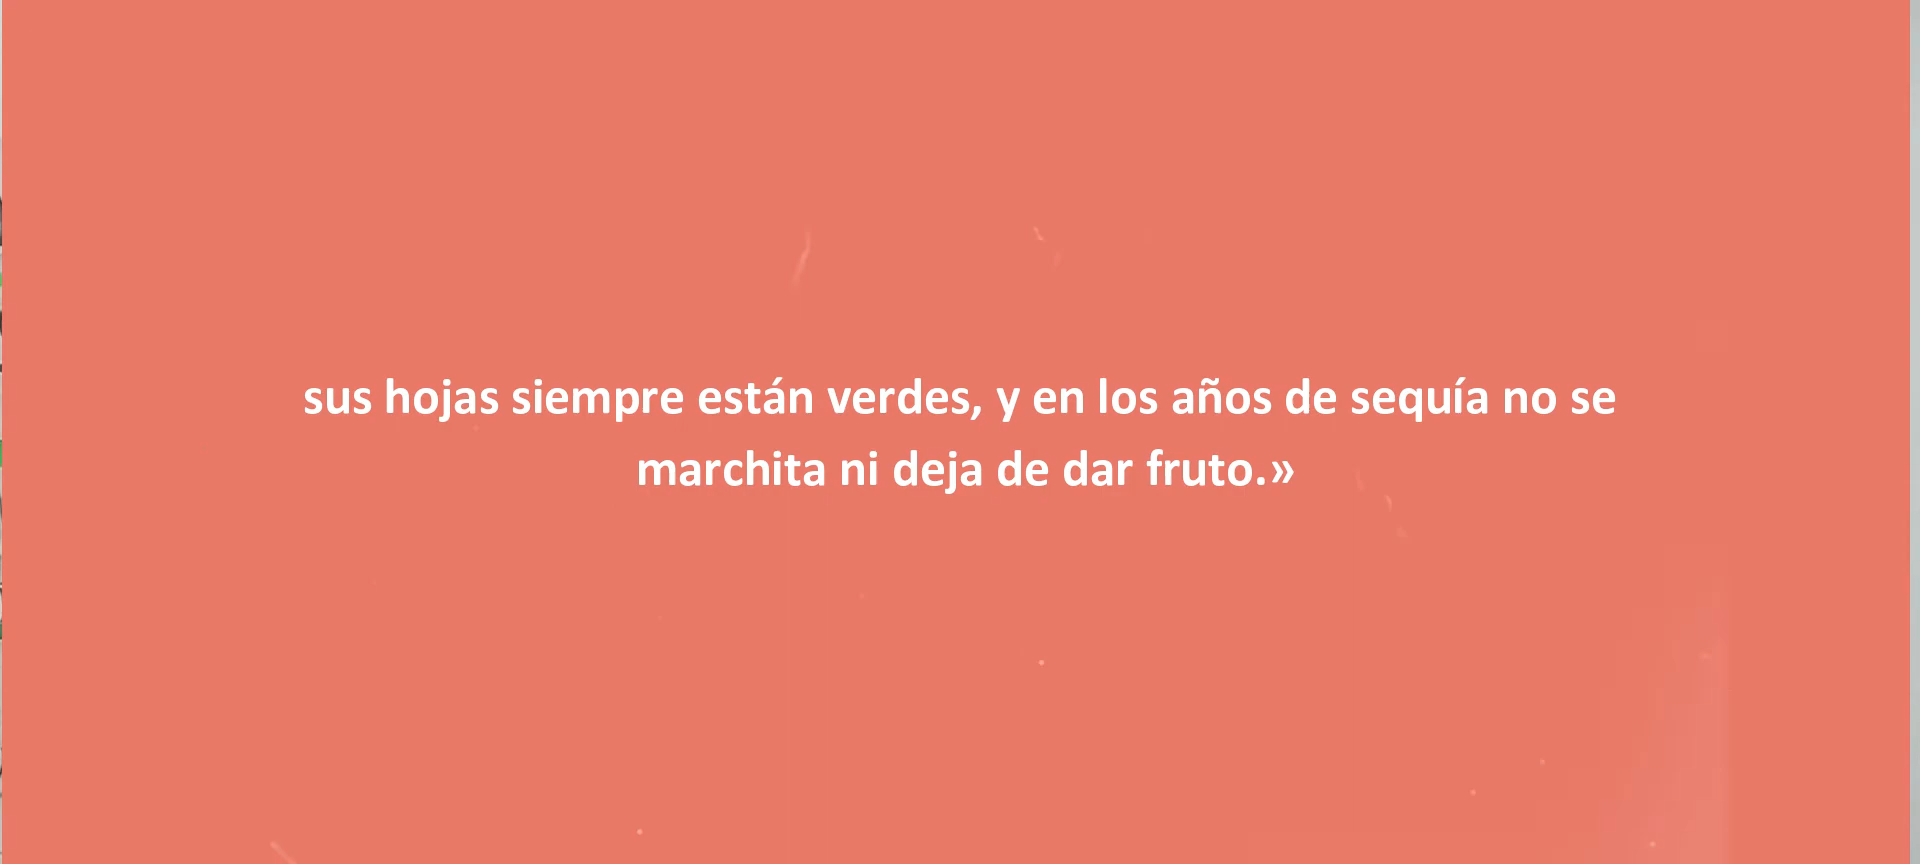 sus hojas siempre están verdes, y en los años de sequía no se
marchita ni deja de dar fruto.»